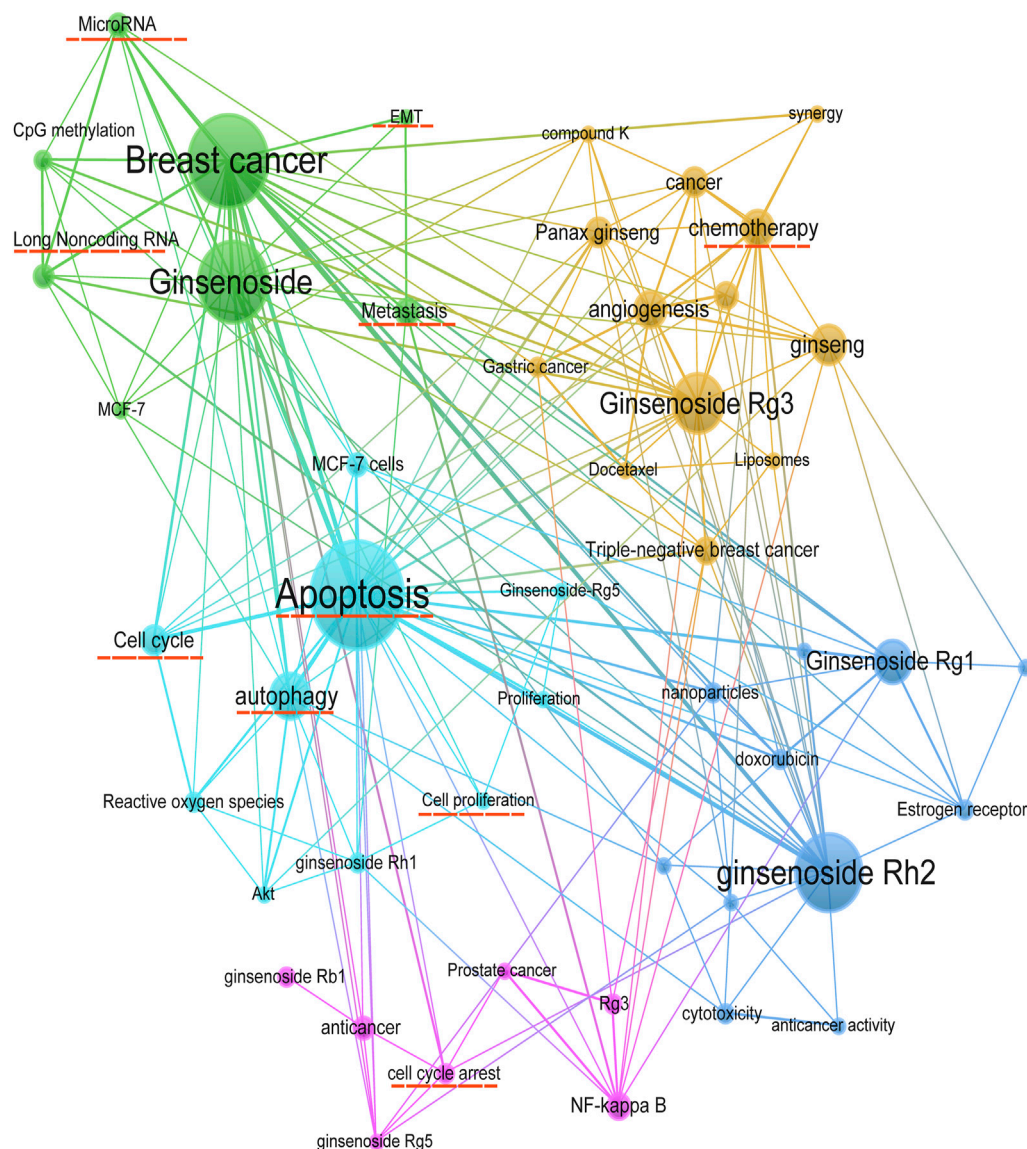 MicroRNA
EMT
synergy
CpG methylation
compound K
Breast cancer
cancer
Panax ginseng
chemotherapy
Long Noncoding RNA
Ginsenoside
Metastasis
angiogenesis
ginseng
Gastric cancer
MCF-7
Ginsenoside Rg3
MCF-7 cells
Docetaxel
Liposomes
Triple-negative breast cancer
Apoptosis
Ginsenoside-Rg5
Cell cycle
Ginsenoside Rg1
autophagy
Proliferation
nanoparticles
doxorubicin
Reactive oxygen species
Cell proliferation
Estrogen receptor
ginsenoside Rh1
ginsenoside Rh2
Akt
ginsenoside Rb1
Prostate cancer
Rg3
anticancer
cytotoxicity
anticancer activity
cell cycle arrest
NF-kappa B
ginsenoside Rg5